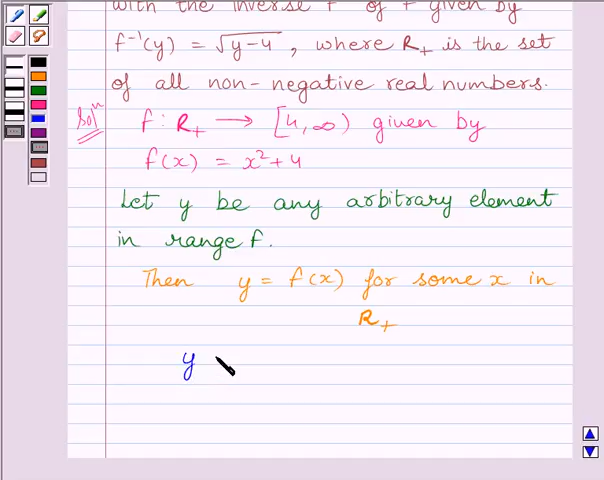 with the inverse f⁻¹ of f given by
f⁻¹(y) = √y-4, where R₊ is the set
of all non-negative real numbers.
Solⁿ f : R₊ → [4, ∞) given by
f(x) = x² + 4
Let y be any arbitrary element
in range f.
Then y = f(x) for some x in
R₊
y